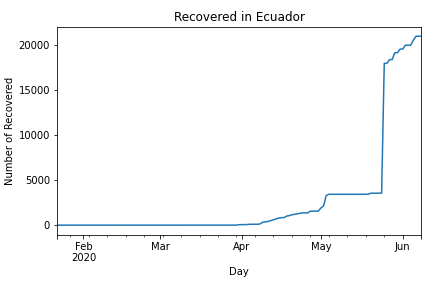 Recovered in Ecuador
Number of Recovered
20000
15000
10000
5000
0
Feb
2020
Mar
Apr
May
Jun
Day